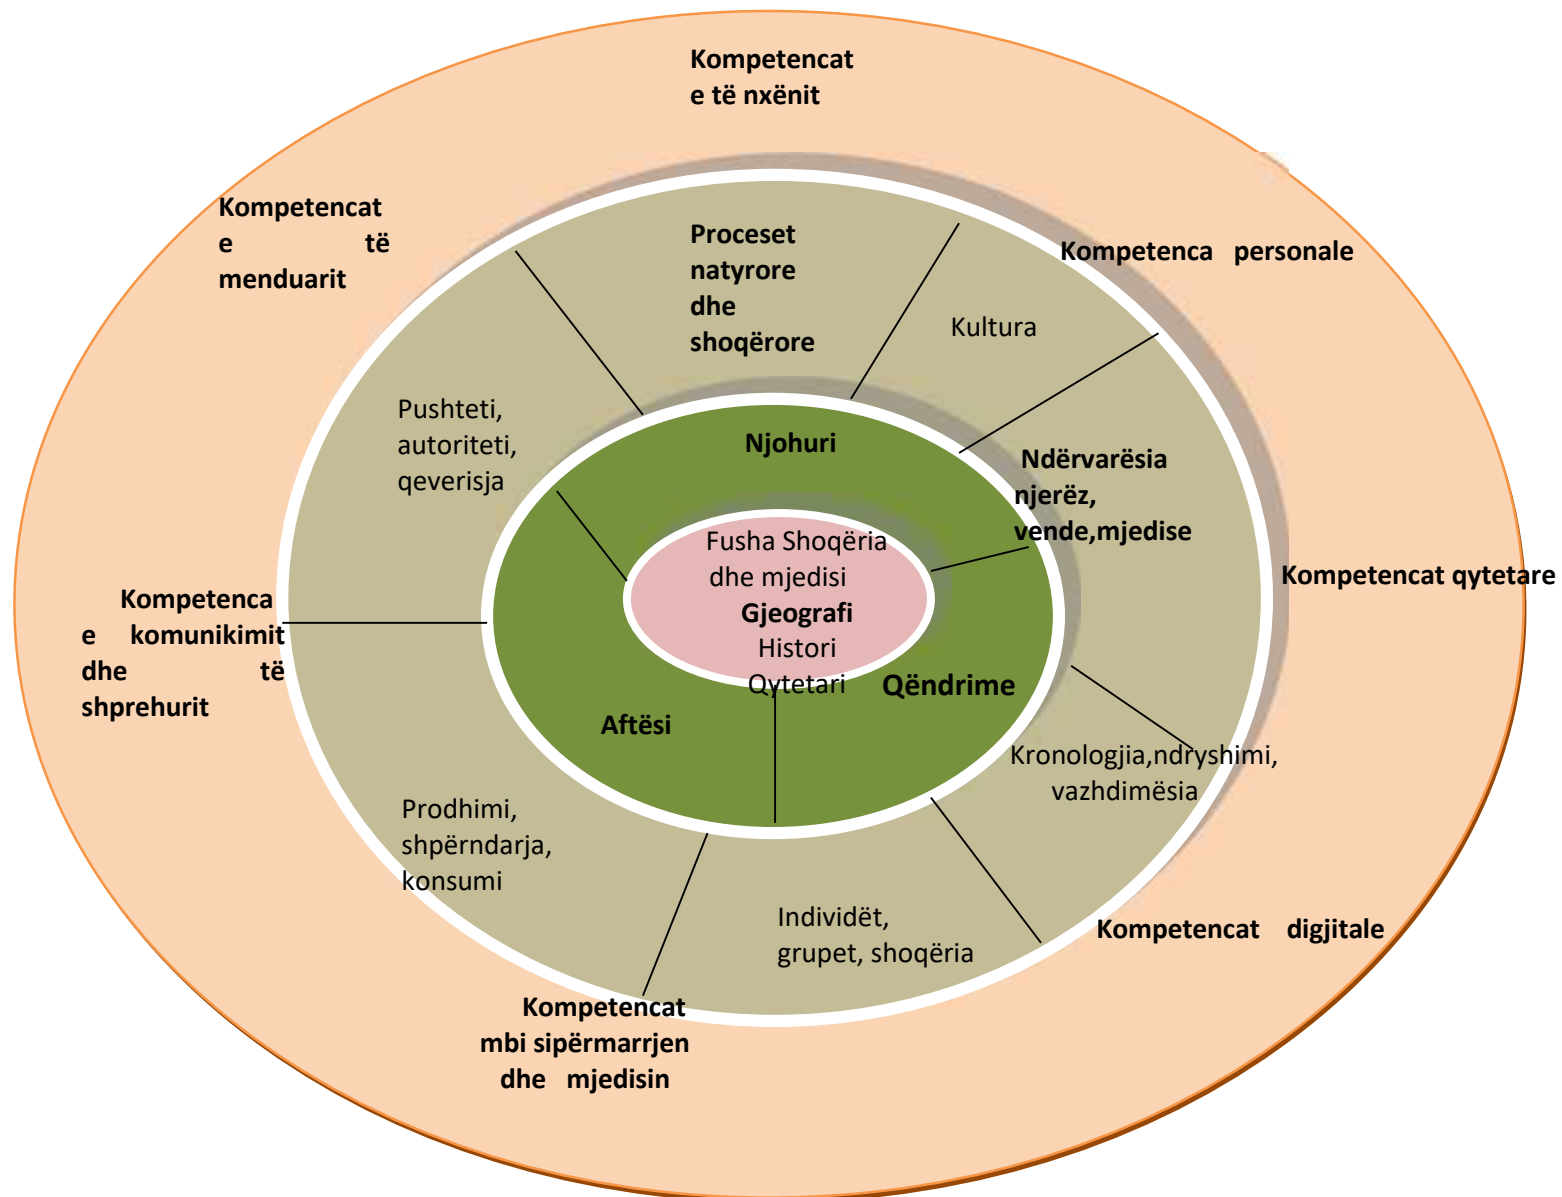 Kompetencat
e të nxënit
Kompetencat
e të
menduarit
Kompetenca personale
Proceset
natyrore
dhe
shoqërore
Kultura
Pushteti,
autoriteti,
qeverisja
Njohuri
Ndërvarësia
njerëz,
vende,mjedise
Fusha Shoqëria
dhe mjedisi
Gjeografi
Histori
Qytetari
Kompetencat qytetare
Kompetenca
e komunikimit
dhe të
shprehurit
Qëndrime
Aftësi
Kronologjia,ndryshimi,
vazhdimësia
Prodhimi,
shpërndarja,
konsumi
Individët,
grupet, shoqëria
Kompetencat digjitale
Kompetencat
mbi sipërmarrjen
dhe mjedisin